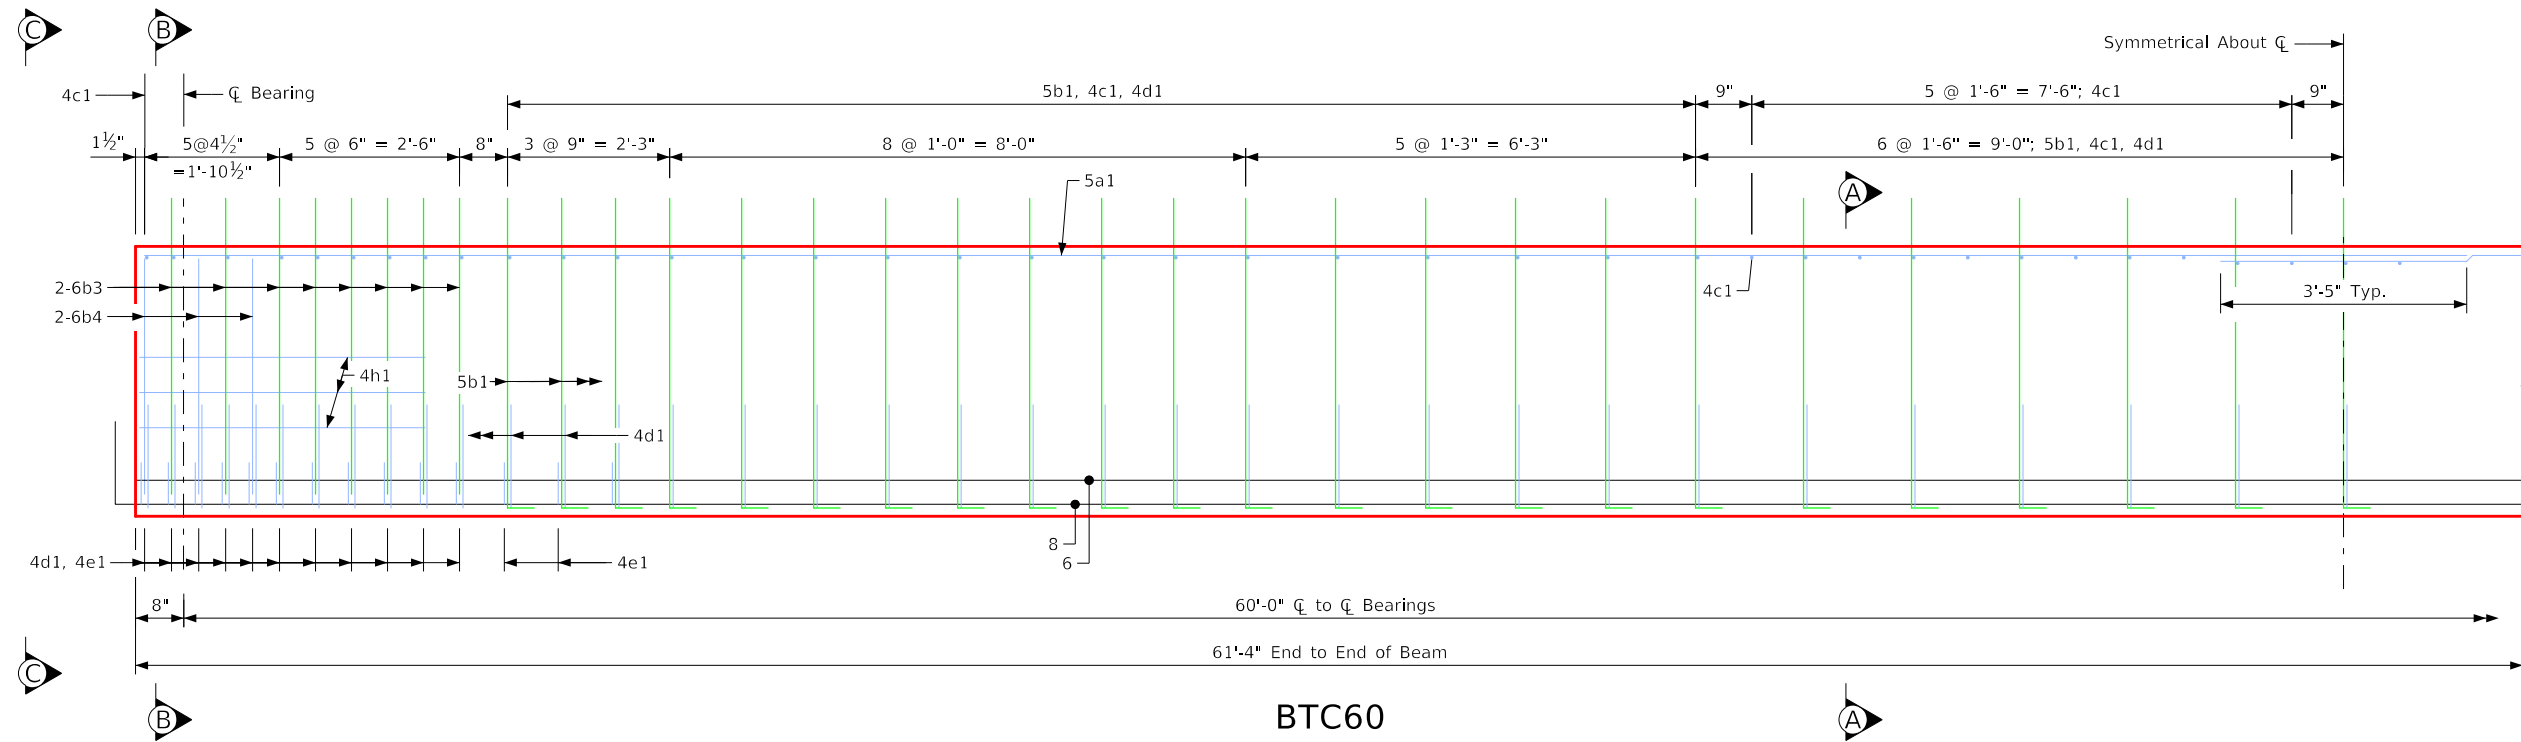 C
B
Symmetrical About ℄
4c1
℄ Bearing
5b1, 4c1, 4d1
9"
5 @ 1'-6" = 7'-6"; 4c1
9"
1½"
5@4½"
=1'-10½"
5 @ 6" = 2'-6"
8"
3 @ 9" = 2'-3"
8 @ 1'-0" = 8'-0"
5 @ 1'-3" = 6'-3"
6 @ 1'-6" = 9'-0"; 5b1, 4c1, 4d1
5a1
A
2-6b3
4c1
3'-5" Typ.
2-6b4
4h1
5b1
4d1
8
6
4d1, 4e1
4e1
8"
60'-0" ℄ to ℄ Bearings
61'-4" End to End of Beam
C
B
A
BTC60